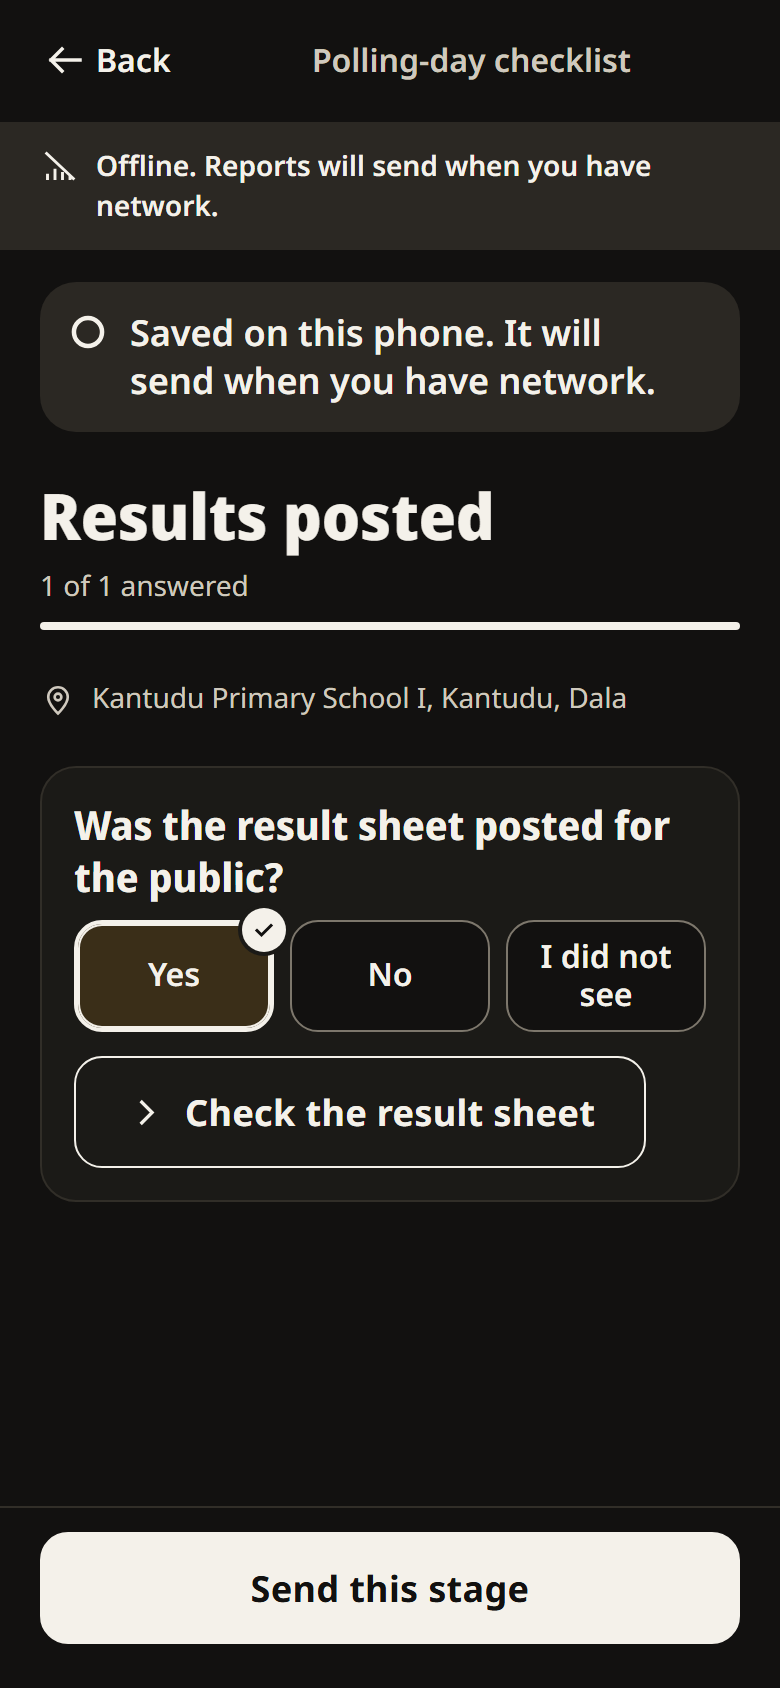 Back
Polling-day checklist
Offline. Reports will send when you have
network.
Saved on this phone. It will
send when you have network.
Results posted
1 of 1 answered
Kantudu Primary School I, Kantudu, Dala
Was the result sheet posted for
the public?
Yes
No
I did not
see
Check the result sheet
Send this stage